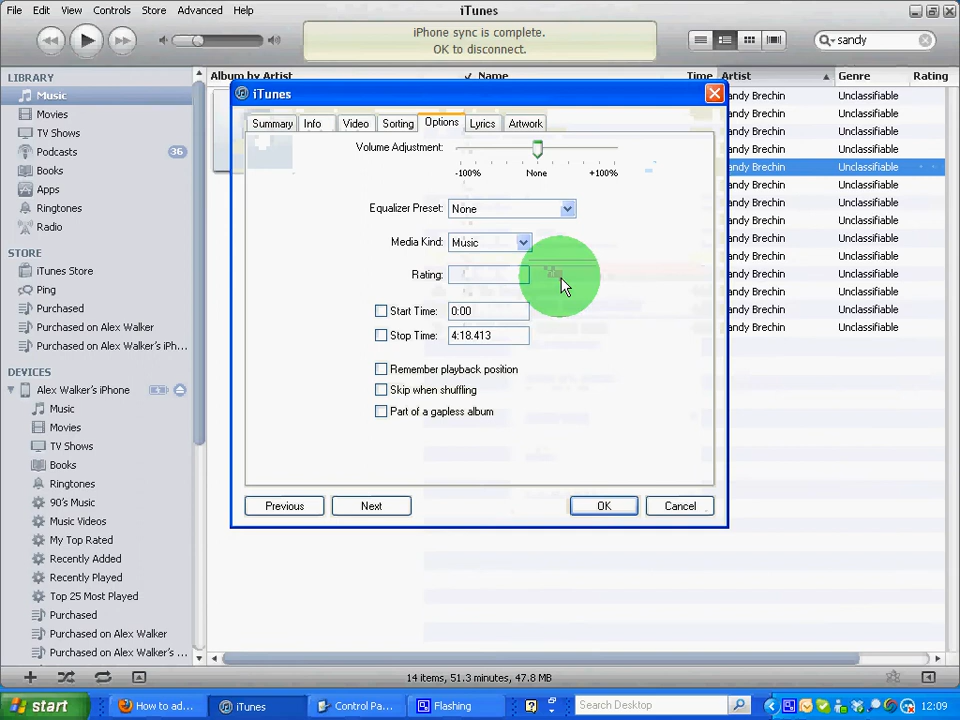 File Edit View Controls Store Advanced Help
iTunes
iPhone sync is complete.
OK to disconnect.
sandy
LIBRARY
Music
Movies
TV Shows
Podcasts 36
Books
Apps
Ringtones
Radio
STORE
iTunes Store
Ping
Purchased
Purchased on Alex Walker
Purchased on Alex Walker's iPh...
DEVICES
Alex Walker's iPhone
Music
Movies
TV Shows
Books
Ringtones
90's Music
Music Videos
My Top Rated
Recently Added
Recently Played
Top 25 Most Played
Purchased
Purchased on Alex Walker
Purchased on Alex Walker's ...
Album by Artist Name Time Artist Genre Rating
andy Brechin Unclassifiable
andy Brechin Unclassifiable
andy Brechin Unclassifiable
andy Brechin Unclassifiable
andy Brechin Unclassifiable
andy Brechin Unclassifiable
andy Brechin Unclassifiable
andy Brechin Unclassifiable
andy Brechin Unclassifiable
andy Brechin Unclassifiable
andy Brechin Unclassifiable
andy Brechin Unclassifiable
andy Brechin Unclassifiable
andy Brechin Unclassifiable
iTunes
Summary Info Video Sorting Options Lyrics Artwork
Volume Adjustment:
-100% None +100%
Equalizer Preset: None
Media Kind: Music
Rating:
Start Time: 0:00
Stop Time: 4:18.413
Remember playback position
Skip when shuffling
Part of a gapless album
Previous Next OK Cancel
14 items, 51.3 minutes, 47.8 MB
start How to ad... iTunes Control Pa... Flashing Search Desktop 12:09